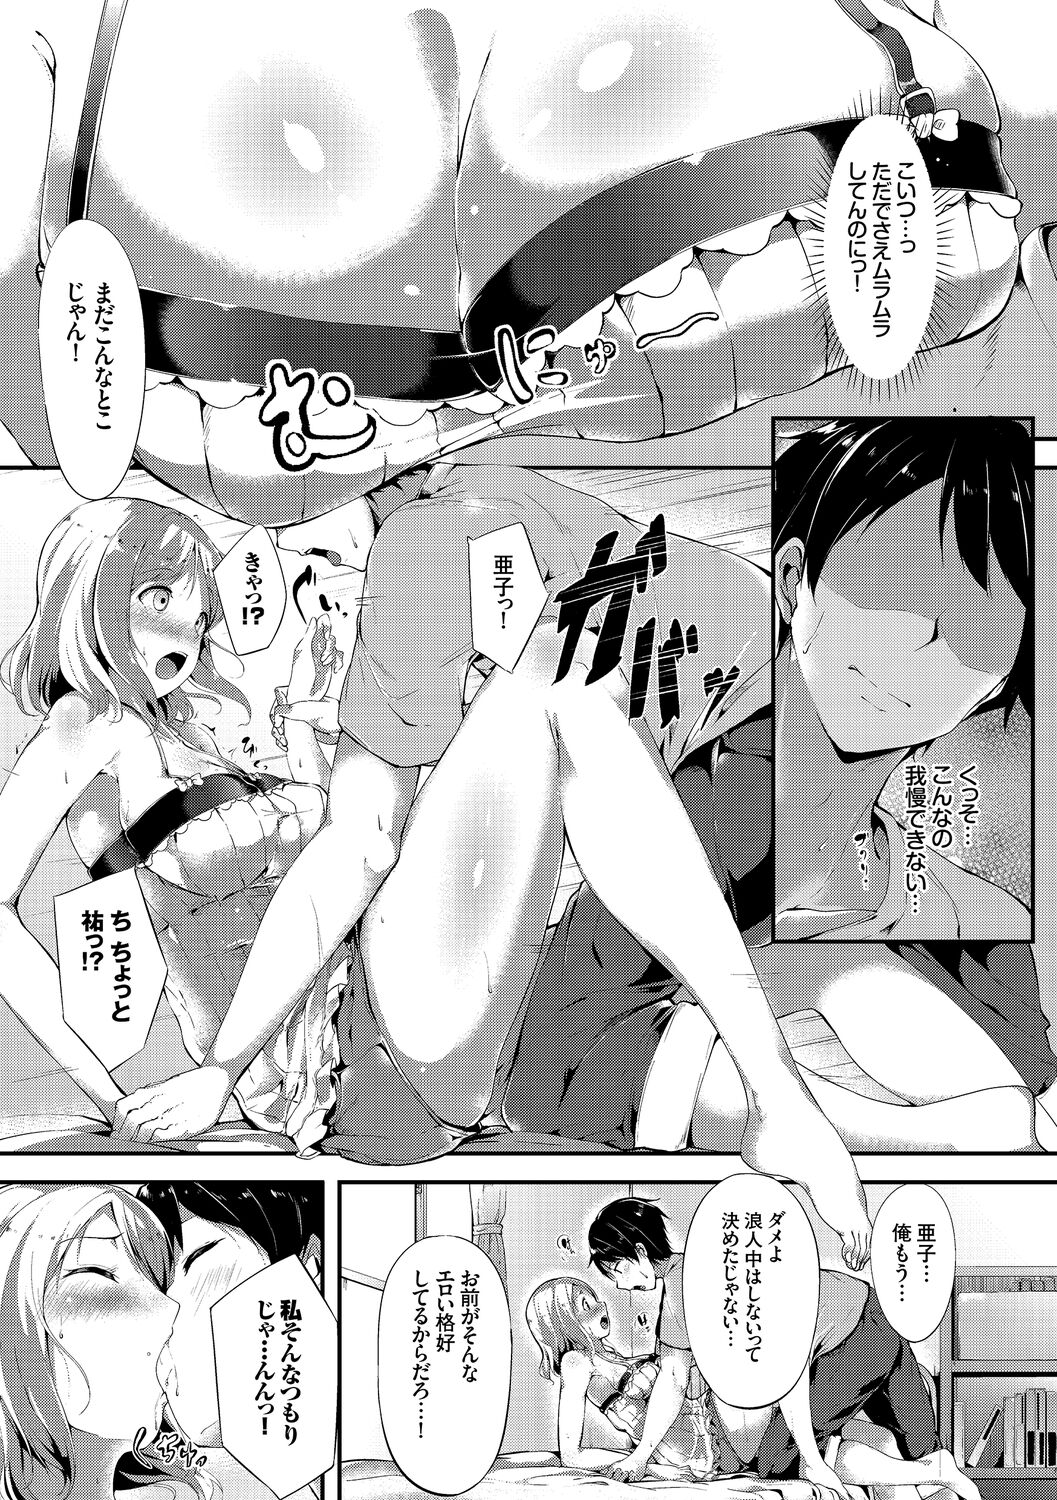 こいつ…っ
ただでさえムラムラ
してんのにっ！
まだこんなとこ
じゃん！
むにゅ
くっそ…
こんなの
我慢できない…
ガバッ
亜子っ！
きゃっ!?
ち ちょっと
祐っ!?
亜子…
俺もう…
ダメよ
浪人中はしないって
決めたじゃない…
お前がそんな
エロい格好
してるからだろ…！
私そんなつもり
じゃ…んんっ！
ちゅっ